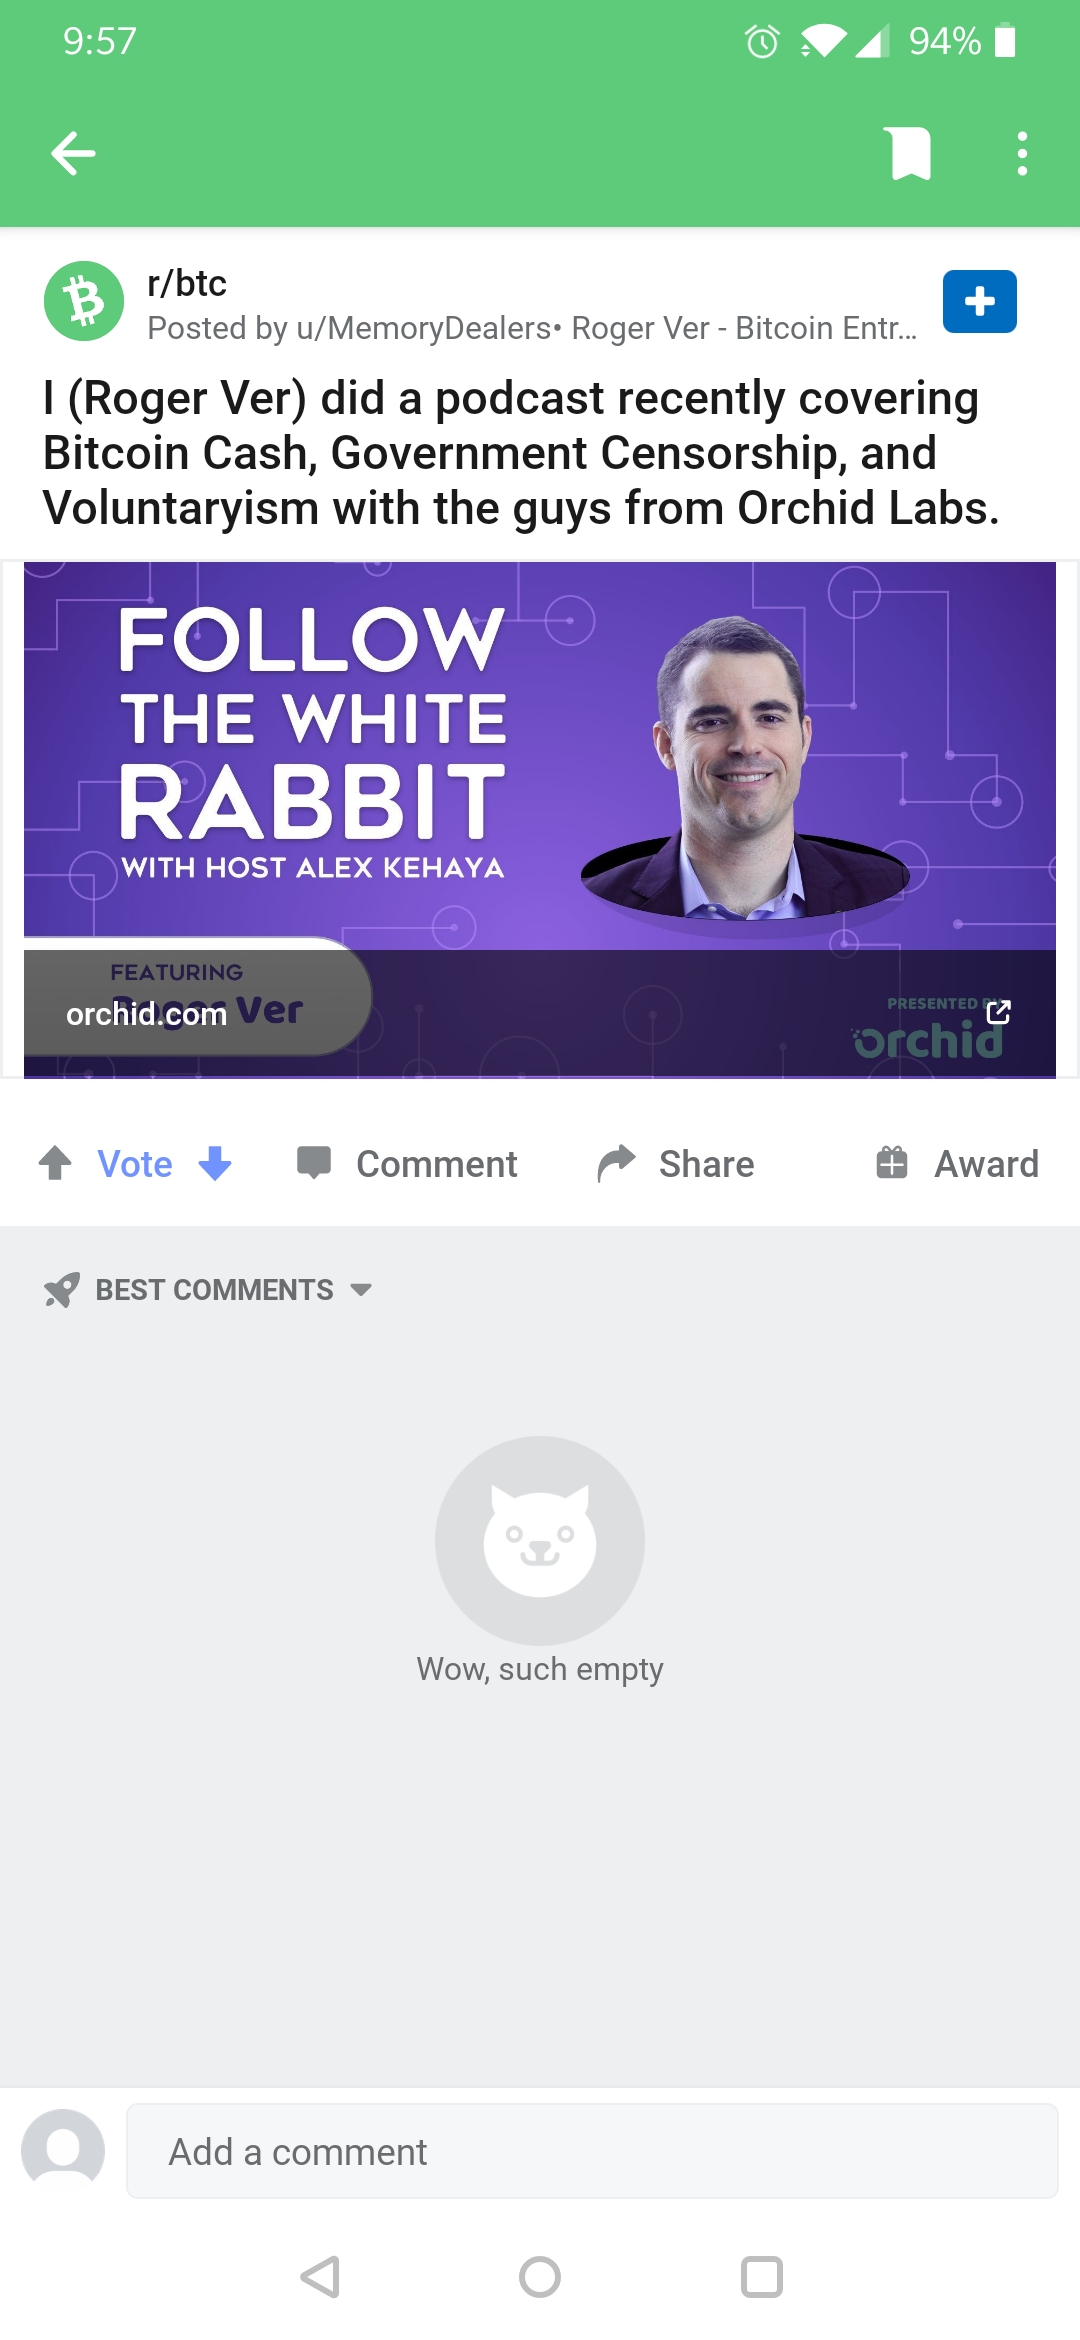 9:57
94%
r/btc
Posted by u/MemoryDealers• Roger Ver - Bitcoin Entr...
I (Roger Ver) did a podcast recently covering
Bitcoin Cash, Government Censorship, and
Voluntaryism with the guys from Orchid Labs.
FOLLOW
THE WHITE
RABBIT
WITH HOST ALEX KEHAYA
FEATURING
Roger Ver
orchid.com
PRESENTED BY
orchid
Vote
Comment
Share
Award
BEST COMMENTS
Wow, such empty
Add a comment